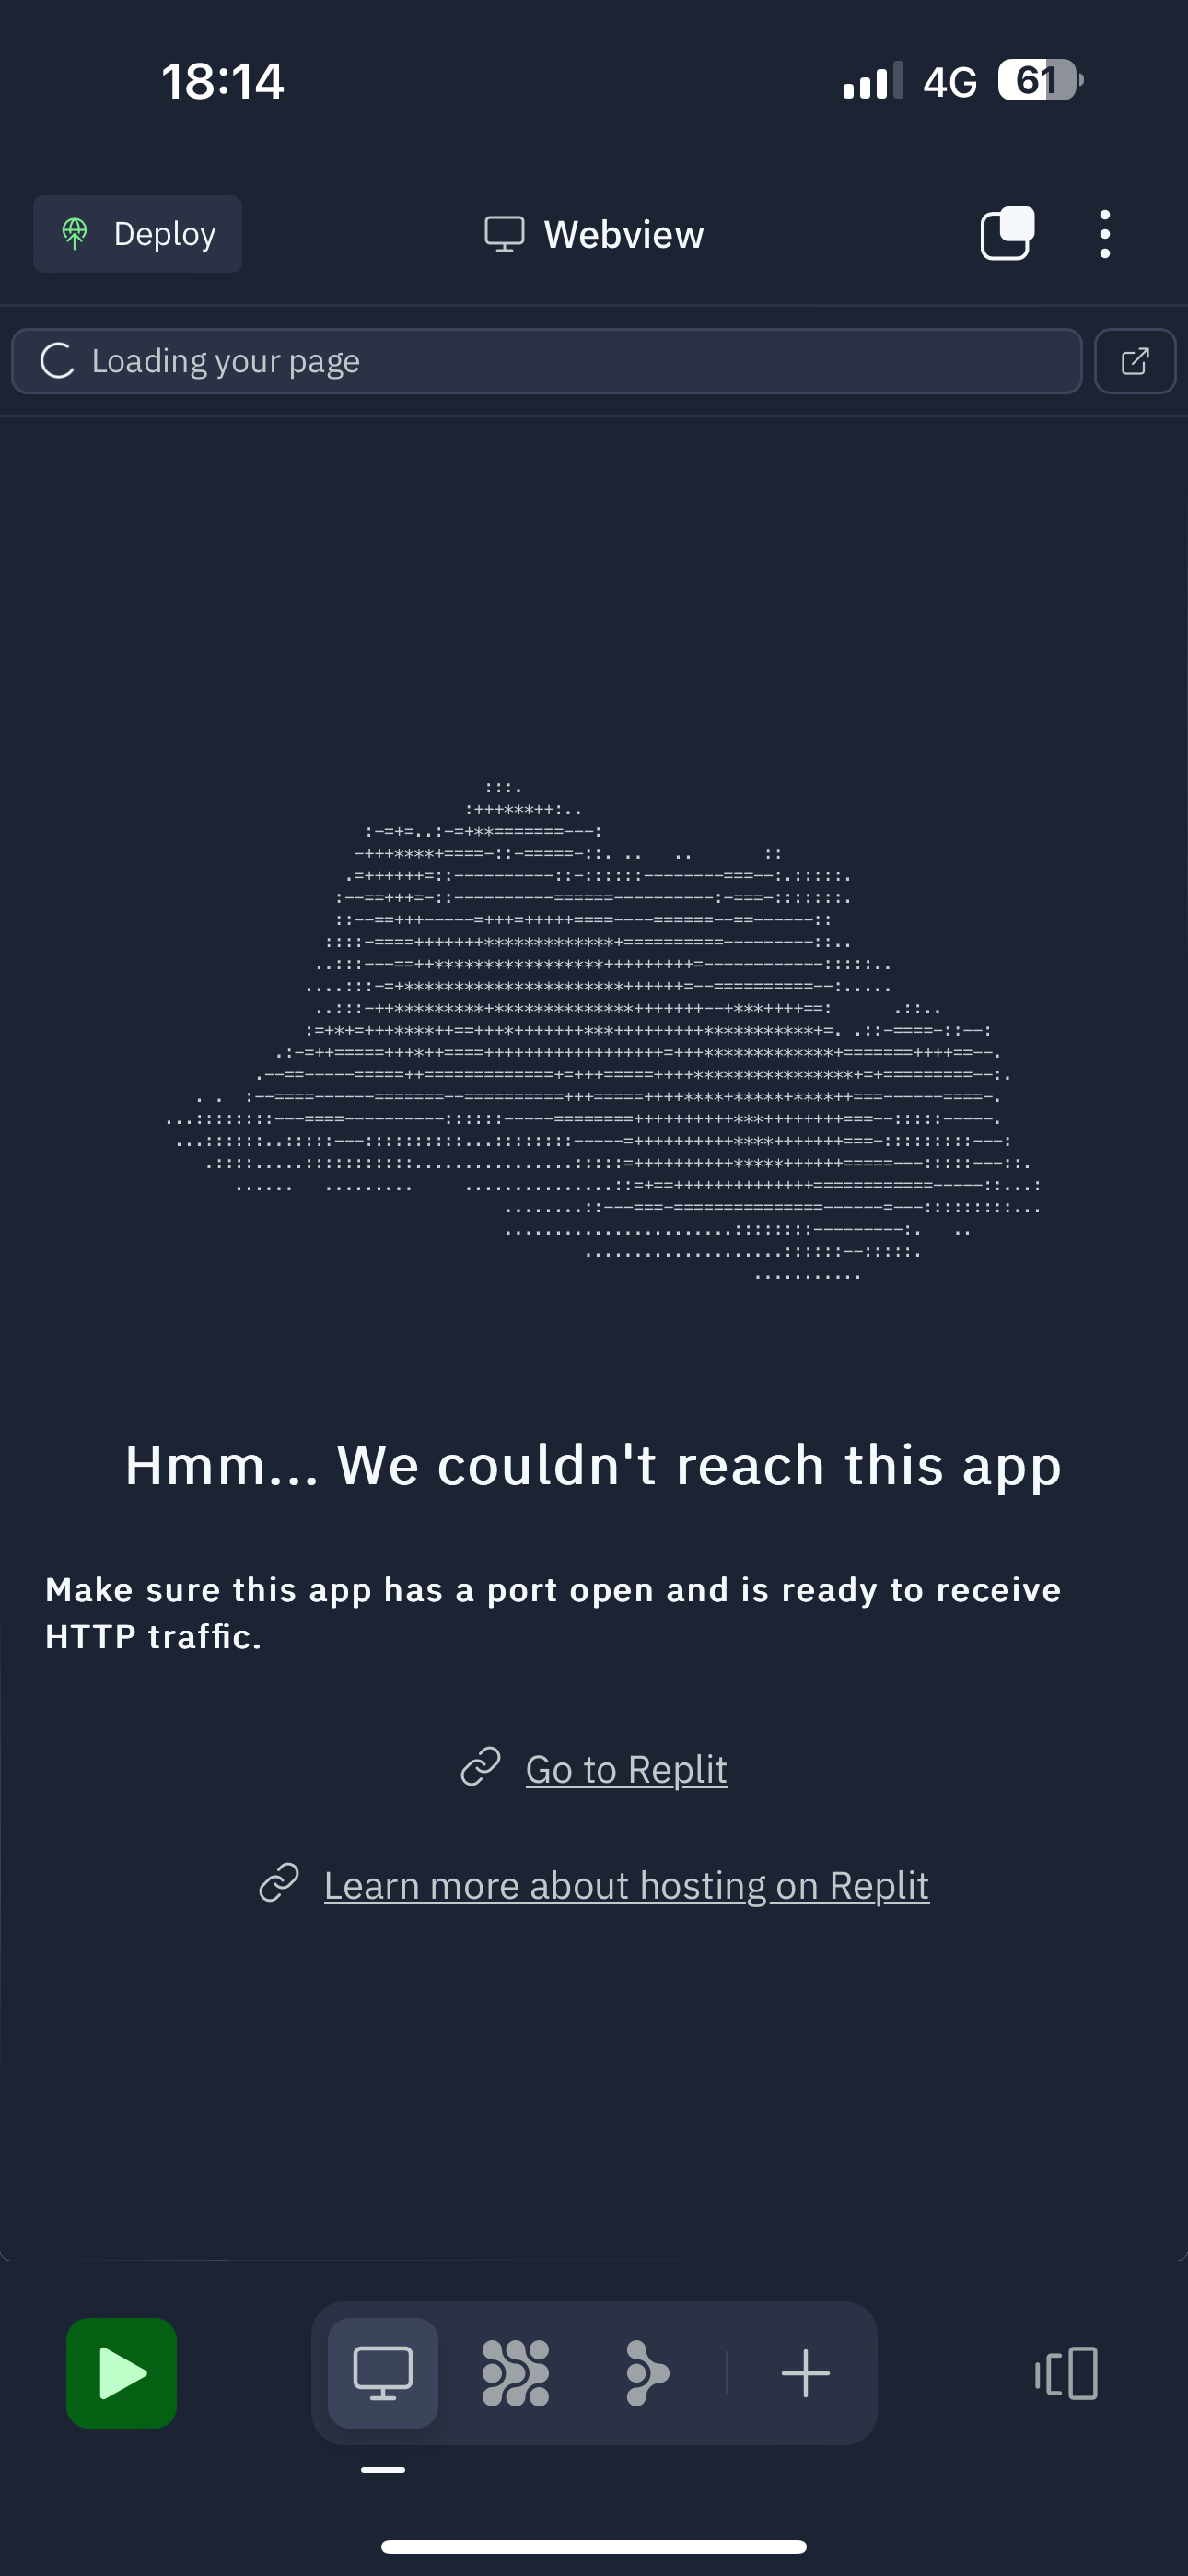 18:14
4G
61
Deploy
Webview
Loading your page
Hmm... We couldn't reach this app
Make sure this app has a port open and is ready to receive
HTTP traffic.
Go to Replit
Learn more about hosting on Replit